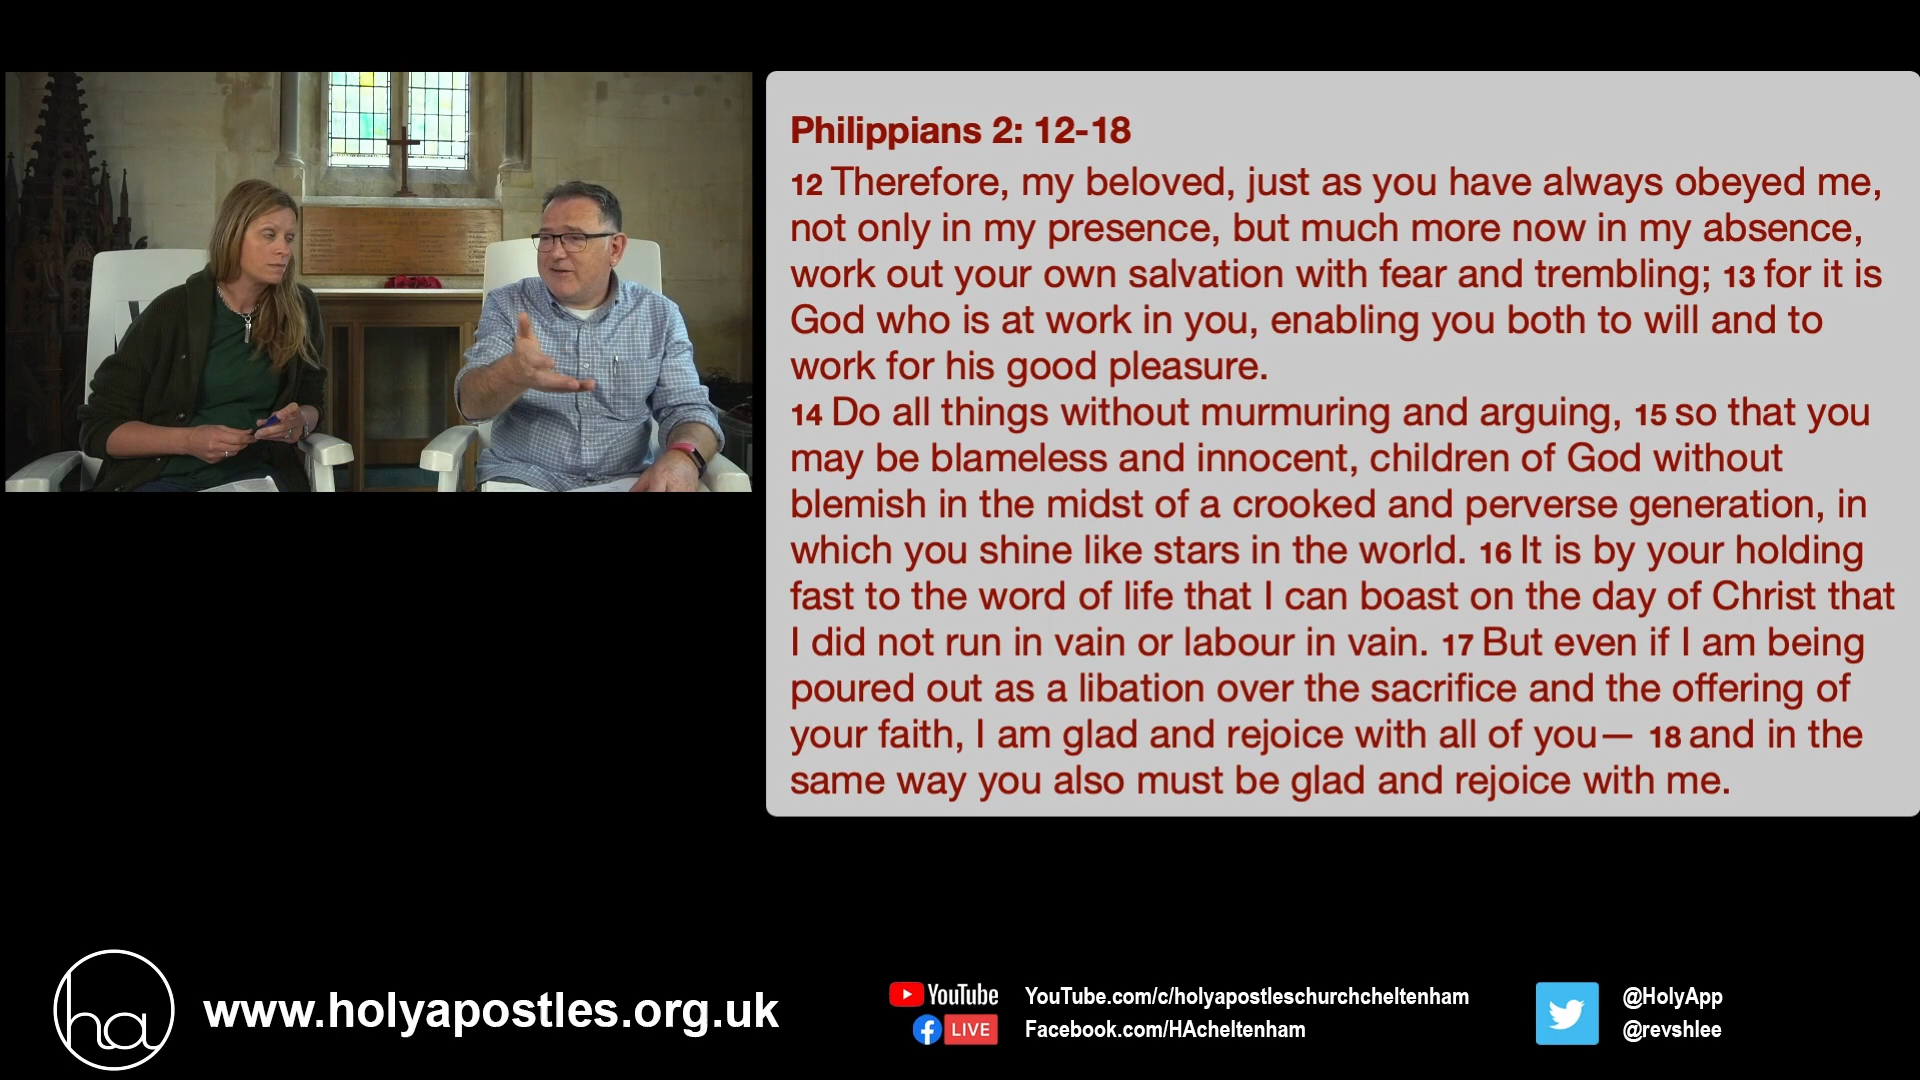 Philippians 2: 12-18
12 Therefore, my beloved, just as you have always obeyed me,
not only in my presence, but much more now in my absence,
work out your own salvation with fear and trembling; 13 for it is
God who is at work in you, enabling you both to will and to
work for his good pleasure.
14 Do all things without murmuring and arguing, 15 so that you
may be blameless and innocent, children of God without
blemish in the midst of a crooked and perverse generation, in
which you shine like stars in the world. 16 It is by your holding
fast to the word of life that I can boast on the day of Christ that
I did not run in vain or labour in vain. 17 But even if I am being
poured out as a libation over the sacrifice and the offering of
your faith, I am glad and rejoice with all of you— 18 and in the
same way you also must be glad and rejoice with me.
ha
www.holyapostles.org.uk
YouTube
YouTube.com/c/holyapostleschurchcheltenham
LIVE
Facebook.com/HAcheltenham
@HolyApp
@revshlee